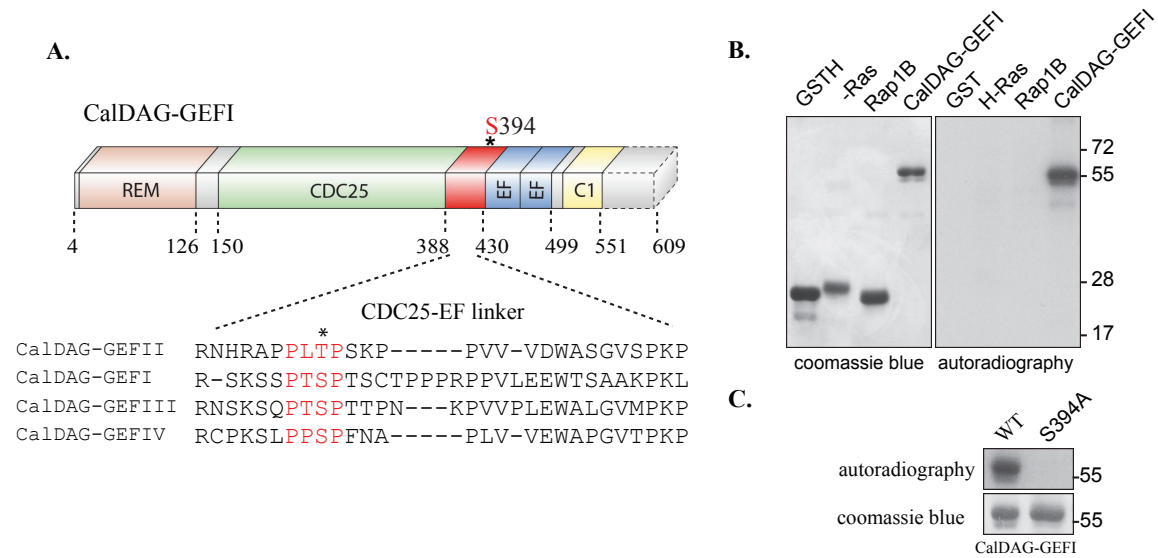 A.
CalDAG-GEFI
S394
*
REM
CDC25
EF
EF
C1
4
126
150
388
430
499
551
609
CDC25-EF linker
*
CalDAG-GEFII RNHRAPPLTPSKP-----PVV-VDWASGVSPKP
CalDAG-GEFI R-SKSSPTSPTSCTPPPRPPVLEEWTSAAKPKL
CalDAG-GEFIII RNSKSQPTSPTTPN---KPVVPLEWALGVMPKP
CalDAG-GEFIV RCPKSLPPSPFNA-----PLV-VEWAPGVTPKP
B.
GSTH
-Ras
Rap1B
CalDAG-GEFI
GST
H-Ras
Rap1B
CalDAG-GEFI
72
55
28
17
coomassie blue
autoradiography
C.
WT
S394A
autoradiography
-55
coomassie blue
-55
CalDAG-GEFI